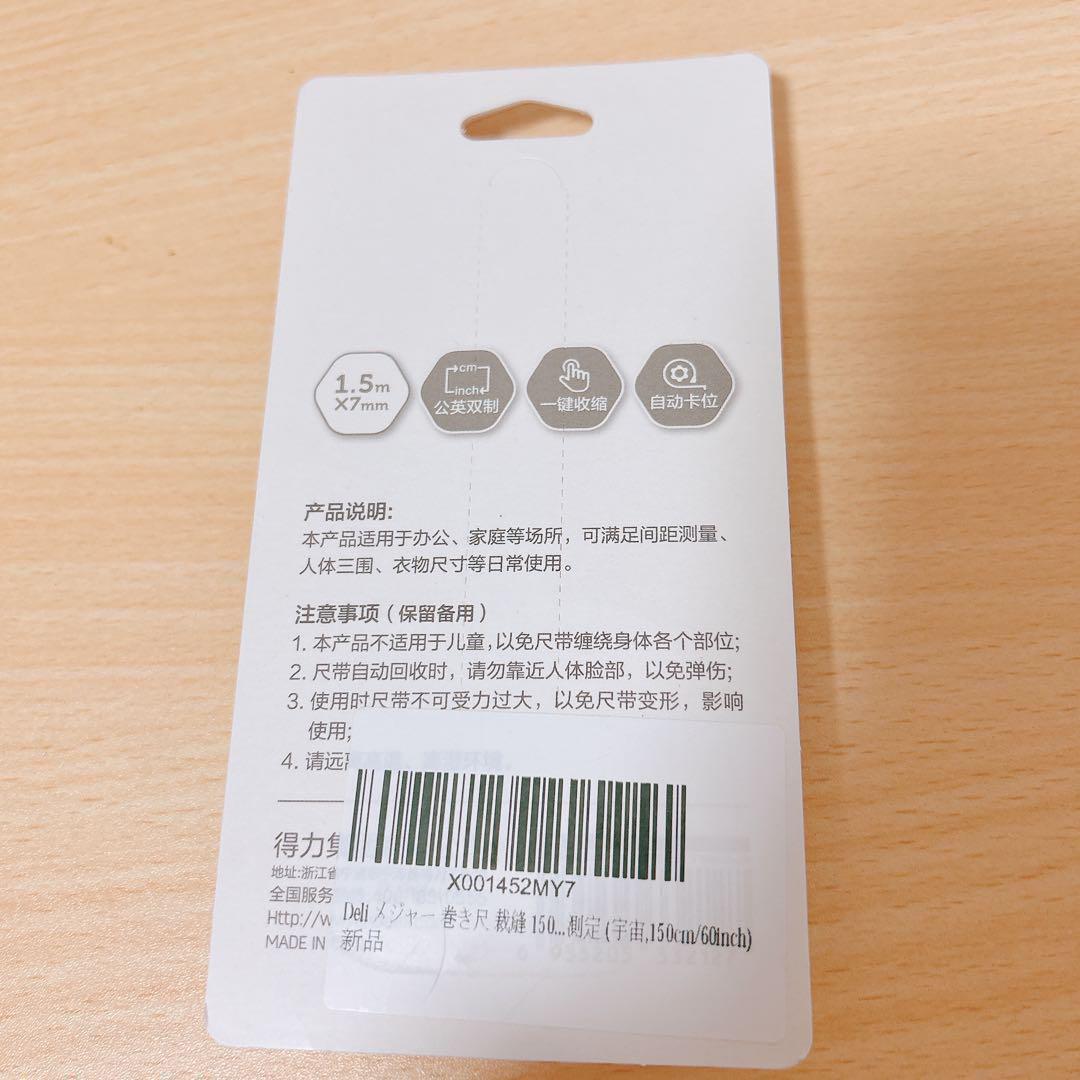 1.5m
×7mm
cm
inch
公英双制
一键收缩
自动卡位
产品说明:
本产品适用于办公、家庭等场所，可满足间距测量、
人体三围、衣物尺寸等日常使用。
注意事项（保留备用）
1. 本产品不适用于儿童，以免尺带缠绕身体各个部位;
2. 尺带自动回收时，请勿靠近人体脸部，以免弹伤;
3. 使用时尺带不可受力过大，以免尺带变形，影响
使用;
4. 请远
得力集
地址:浙江省
全国服务
Http://w
MADE IN
X001452MY7
Deli メジャー 巻き尺 裁縫 150...測定 (宇宙,150cm/60inch)
新品